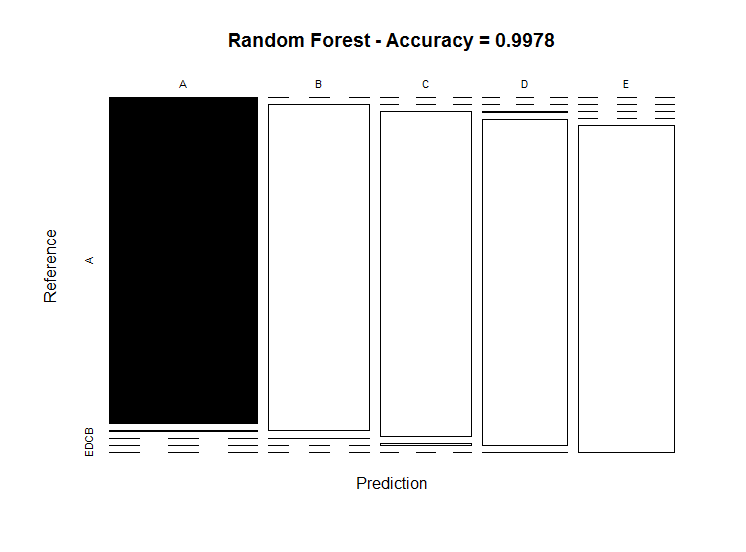 Random Forest - Accuracy = 0.9978
A B C D E
Reference
A
EDCB
Prediction